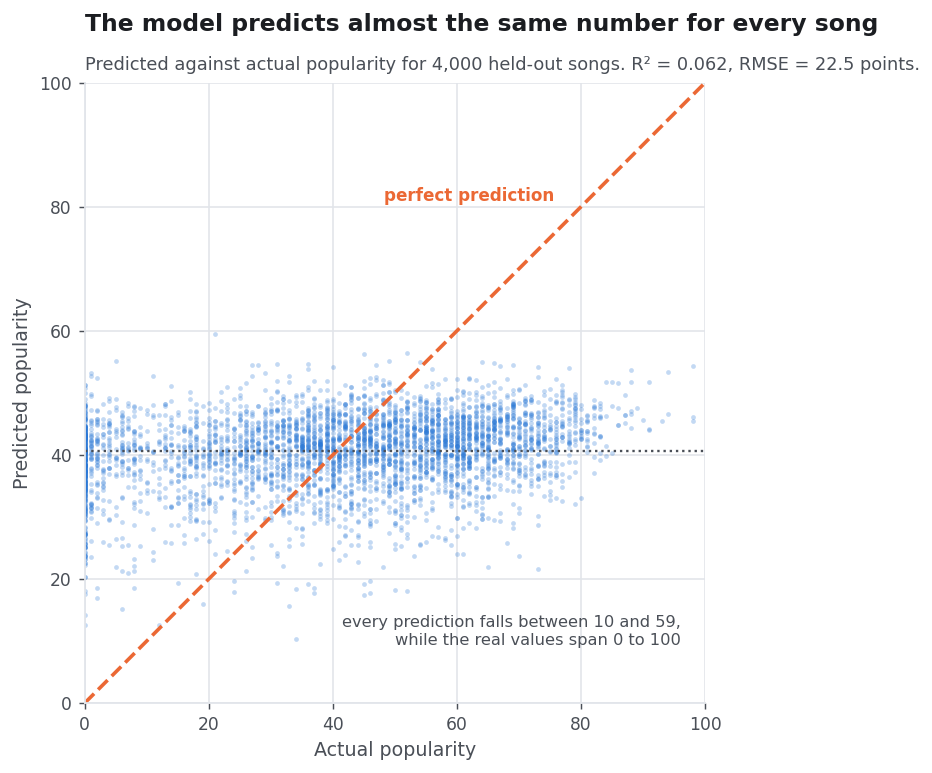 The model predicts almost the same number for every song
Predicted against actual popularity for 4,000 held-out songs. R² = 0.062, RMSE = 22.5 points.
100
80
60
40
20
0
Predicted popularity
perfect prediction
every prediction falls between 10 and 59,
while the real values span 0 to 100
0 20 40 60 80 100
Actual popularity